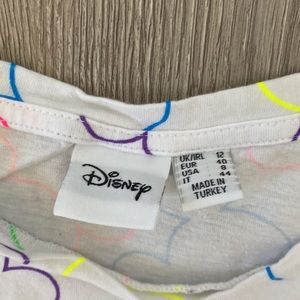 Disney
UK/IRL 12
EUR 40
USA 8
IT 44
MADE IN
TURKEY